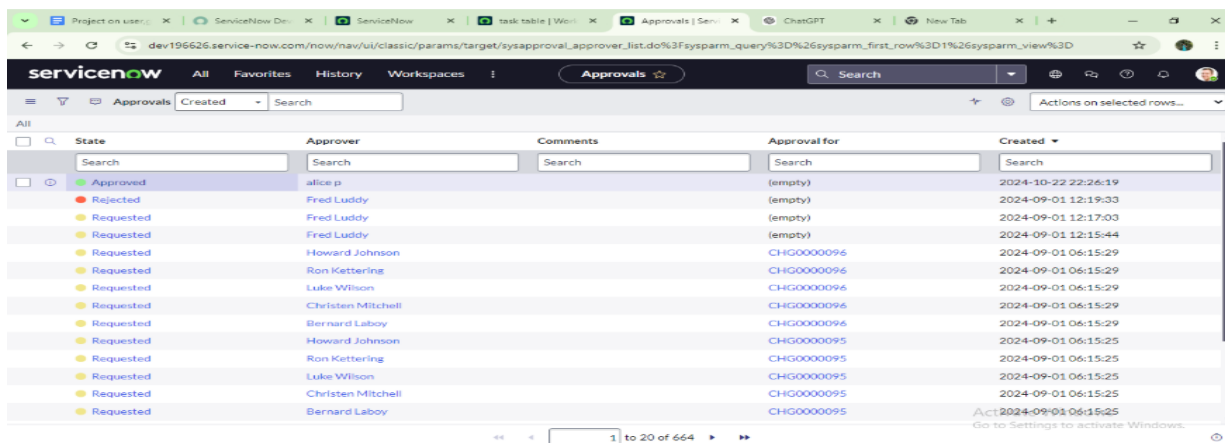 Project on user, ServiceNow Dev ServiceNow task table | Work Approvals | Serv ChatGPT New Tab
dev196626.service-now.com/now/nav/ui/classic/params/target/sysapproval_approver_list.do%3Fsysparm_query%3D%26sysparm_first_row%3D1%26sysparm_view%3D
servicenow All Favorites History Workspaces Approvals Search
Approvals Created Search Actions on selected rows...
All
State Approver Comments Approval for Created
Search Search Search Search Search
Approved alice p (empty) 2024-10-22 22:26:19
Rejected Fred Luddy (empty) 2024-09-01 12:19:33
Requested Fred Luddy (empty) 2024-09-01 12:17:03
Requested Fred Luddy (empty) 2024-09-01 12:15:44
Requested Howard Johnson CHG0000096 2024-09-01 06:15:29
Requested Ron Kettering CHG0000096 2024-09-01 06:15:29
Requested Luke Wilson CHG0000096 2024-09-01 06:15:29
Requested Christen Mitchell CHG0000096 2024-09-01 06:15:29
Requested Bernard Laboy CHG0000096 2024-09-01 06:15:29
Requested Howard Johnson CHG0000095 2024-09-01 06:15:25
Requested Ron Kettering CHG0000095 2024-09-01 06:15:25
Requested Luke Wilson CHG0000095 2024-09-01 06:15:25
Requested Christen Mitchell CHG0000095 2024-09-01 06:15:25
Requested Bernard Laboy CHG0000095 2024-09-01 06:15:25
Go to Settings to activate Windows.
1 to 20 of 664